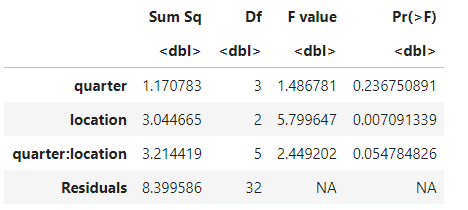 Sum Sq Df F value Pr(>F)
<dbl> <dbl> <dbl> <dbl>
quarter 1.170783 3 1.486781 0.236750891
location 3.044665 2 5.799647 0.007091339
quarter:location 3.214419 5 2.449202 0.054784826
Residuals 8.399586 32 NA NA